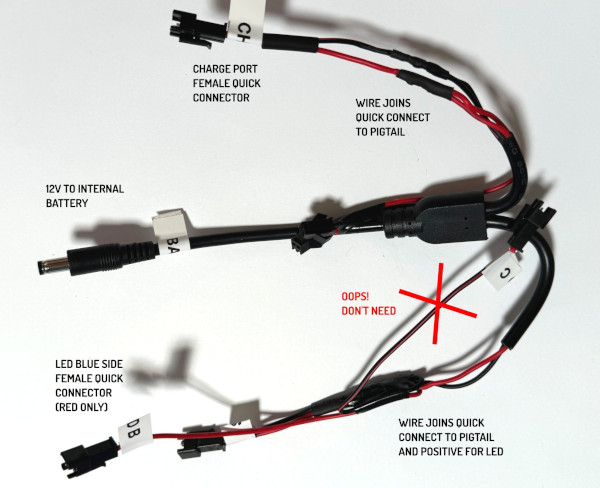 CH
CHARGE PORT
FEMALE QUICK
CONNECTOR
WIRE JOINS
QUICK CONNECT
TO PIGTAIL
12V TO INTERNAL
BATTERY
BA
C
OOPS!
DON'T NEED
LED BLUE SIDE
FEMALE QUICK
CONNECTOR
(RED ONLY)
D B
WIRE JOINS QUICK
CONNECT TO PIGTAIL
AND POSITIVE FOR LED